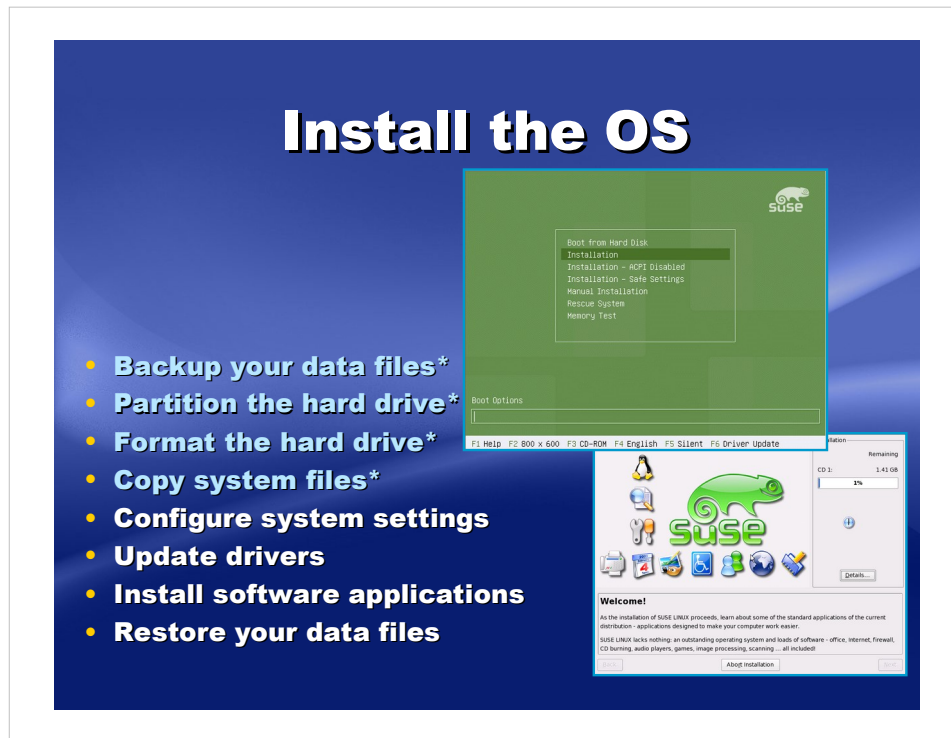 Install the OS
SUSE
Boot from Hard Disk
Installation
Installation – ACPI Disabled
Installation – Safe Settings
Manual Installation
Rescue System
Memory Test
Boot Options
F1 Help F2 800 x 600 F3 CD-ROM F4 English F5 Silent F6 Driver Update
• Backup your data files*
• Partition the hard drive*
• Format the hard drive*
• Copy system files*
• Configure system settings
• Update drivers
• Install software applications
• Restore your data files
Remaining
CD 1: 1.41 GB
1%
SUSE
4
Details...
Welcome!
As the installation of SUSE LINUX proceeds, learn about some of the standard applications of the current
distribution - applications designed to make your computer work easier.
SUSE LINUX lacks nothing: an outstanding operating system and loads of software - office, Internet, firewall,
CD burning, audio players, games, image processing, scanning ... all included!
Back Abort Installation Next